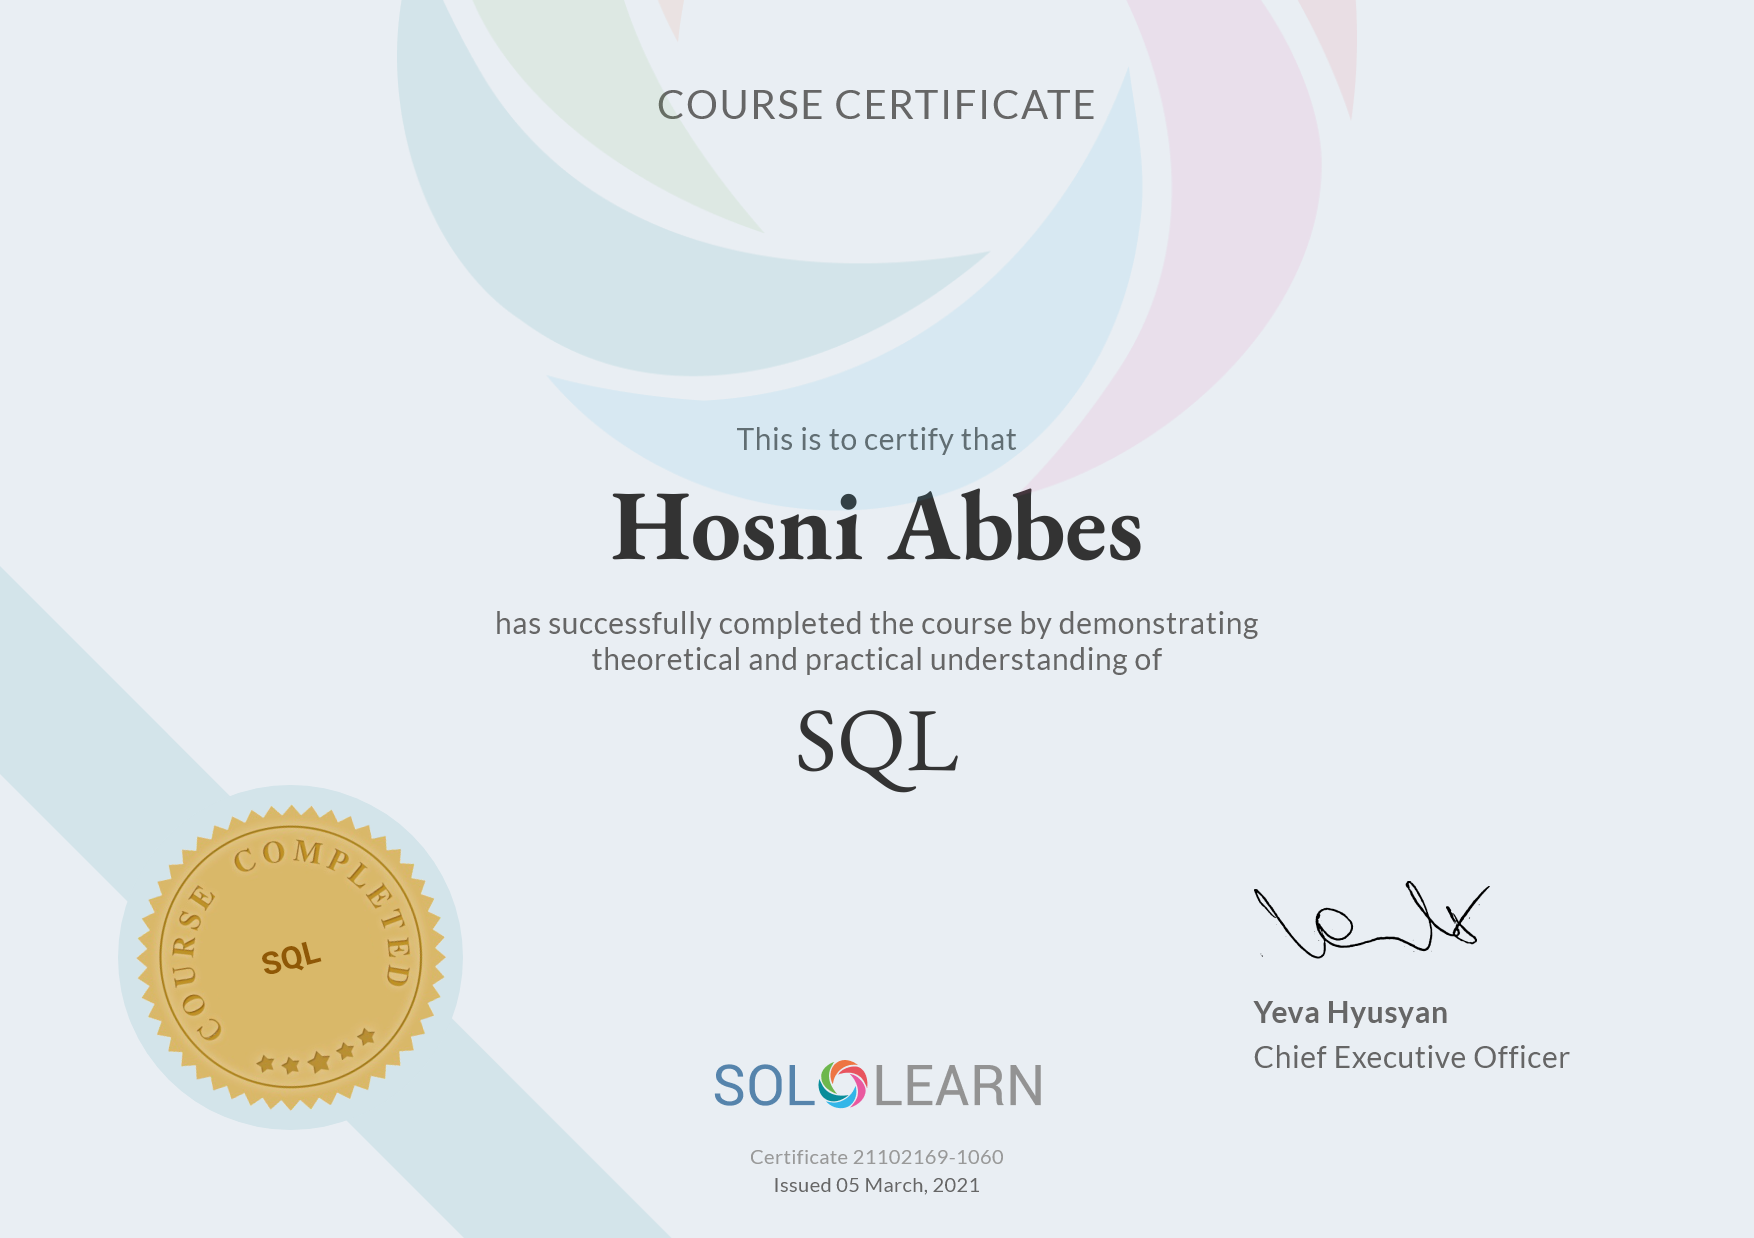 COURSE CERTIFICATE
This is to certify that
Hosni Abbes
has successfully completed the course by demonstrating
theoretical and practical understanding of
SQL
COURSE COMPLETED
SQL
Yeva Hyusyan
Chief Executive Officer
SOLOLEARN
Certificate 21102169-1060
Issued 05 March, 2021